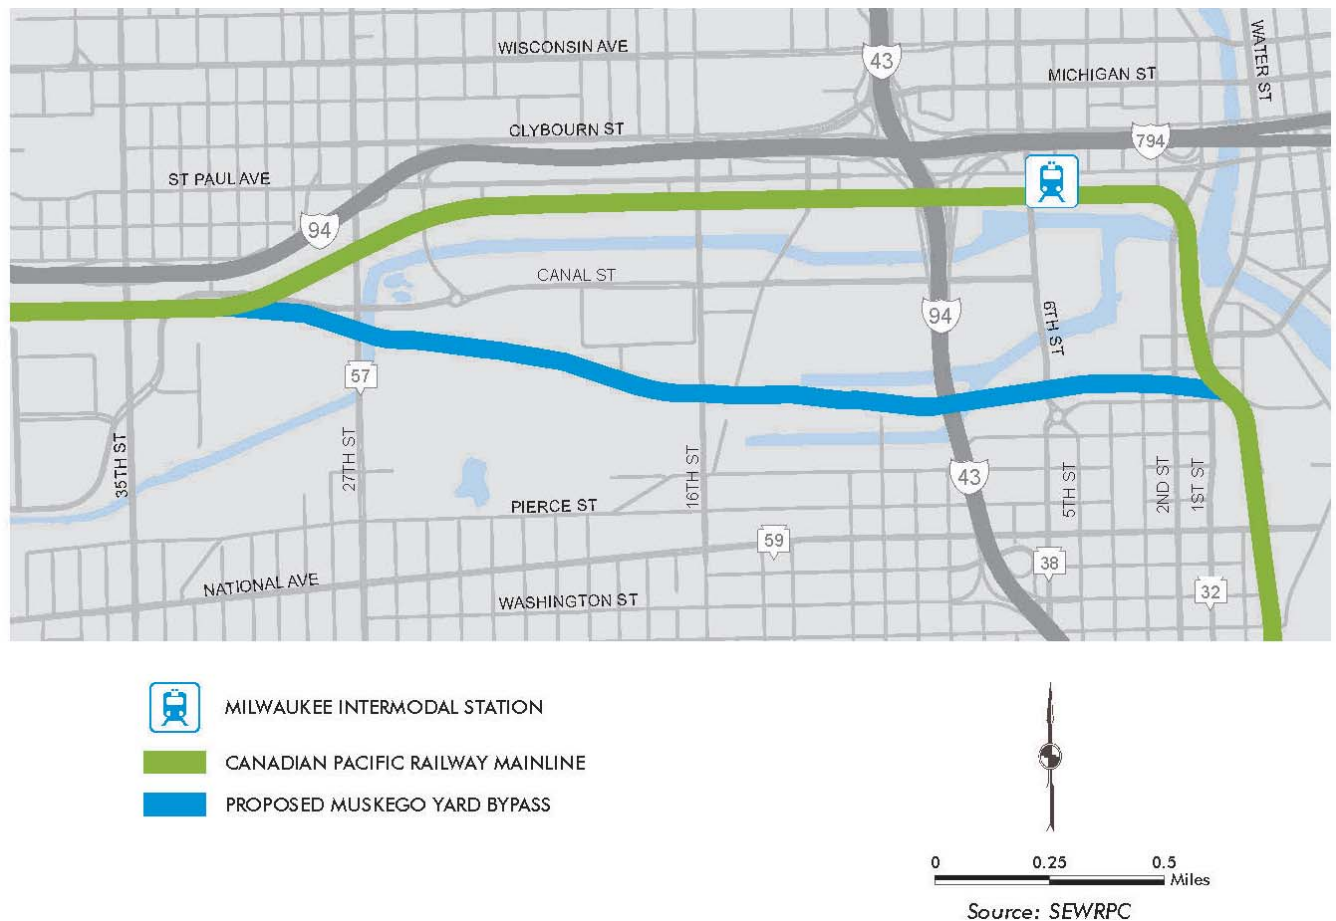 WISCONSIN AVE
43
WATER ST
MICHIGAN ST
CLYBOURN ST
794
ST PAUL AVE
94
CANAL ST
94
6TH ST
57
35TH ST
27TH ST
16TH ST
43
5TH ST
2ND ST
1ST ST
PIERCE ST
59
38
NATIONAL AVE
WASHINGTON ST
32
MILWAUKEE INTERMODAL STATION
CANADIAN PACIFIC RAILWAY MAINLINE
PROPOSED MUSKEGO YARD BYPASS
0 0.25 0.5
Miles
Source: SEWRPC